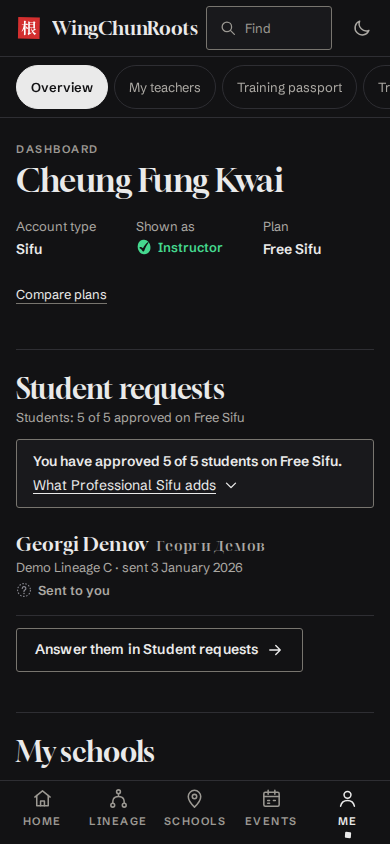 根 WingChunRoots Find
Overview My teachers Training passport Tr
DASHBOARD
Cheung Fung Kwai
Account type Shown as Plan
Sifu Instructor Free Sifu
Compare plans
Student requests
Students: 5 of 5 approved on Free Sifu
You have approved 5 of 5 students on Free Sifu.
What Professional Sifu adds
Georgi Demov Георги Демов
Demo Lineage C · sent 3 January 2026
Sent to you
Answer them in Student requests →
My schools
HOME LINEAGE SCHOOLS EVENTS ME